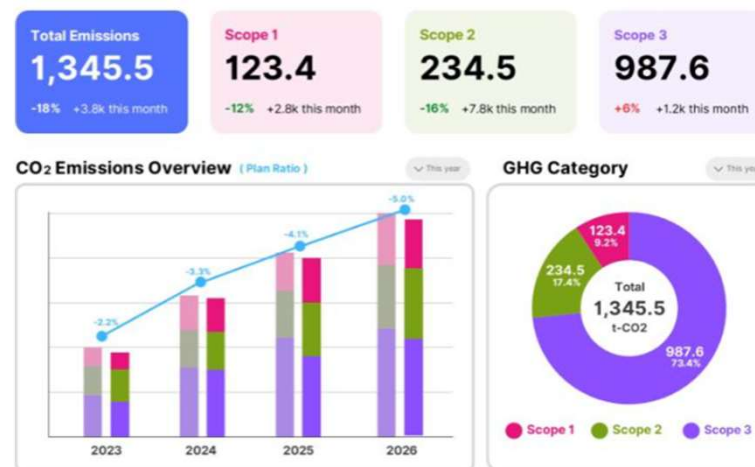 Total Emissions
1,345.5
-18% +3.8k this month
Scope 1
123.4
-12% +2.8k this month
Scope 2
234.5
-16% +7.8k this month
Scope 3
987.6
+6% +1.2k this month
CO2 Emissions Overview ( Plan Ratio )
This year
-2.2%
-3.3%
-4.1%
-5.0%
2023
2024
2025
2026
GHG Category
This ye
123.4
9.2%
234.5
17.4%
Total
1,345.5
t-CO2
987.6
73.4%
Scope 1
Scope 2
Scope 3